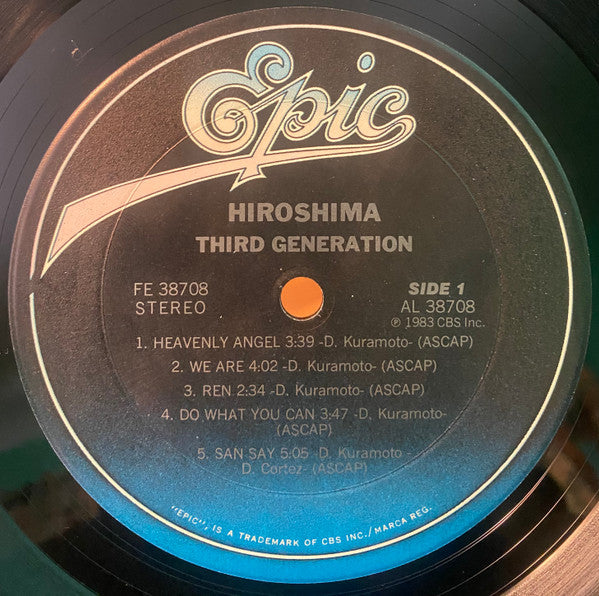 Epic
HIROSHIMA
THIRD GENERATION
FE 38708
STEREO
SIDE 1
AL 38708
℗ 1983 CBS Inc.
1. HEAVENLY ANGEL 3:39 -D. Kuramoto- (ASCAP)
2. WE ARE 4:02 -D. Kuramoto- (ASCAP)
3. REN 2:34 -D. Kuramoto- (ASCAP)
4. DO WHAT YOU CAN 3:47 -D. Kuramoto-
(ASCAP)
5. SAN SAY 5:05 -D. Kuramoto -
D. Cortez- (ASCAP)
"EPIC", IS A TRADEMARK OF CBS INC./MARCA REG.